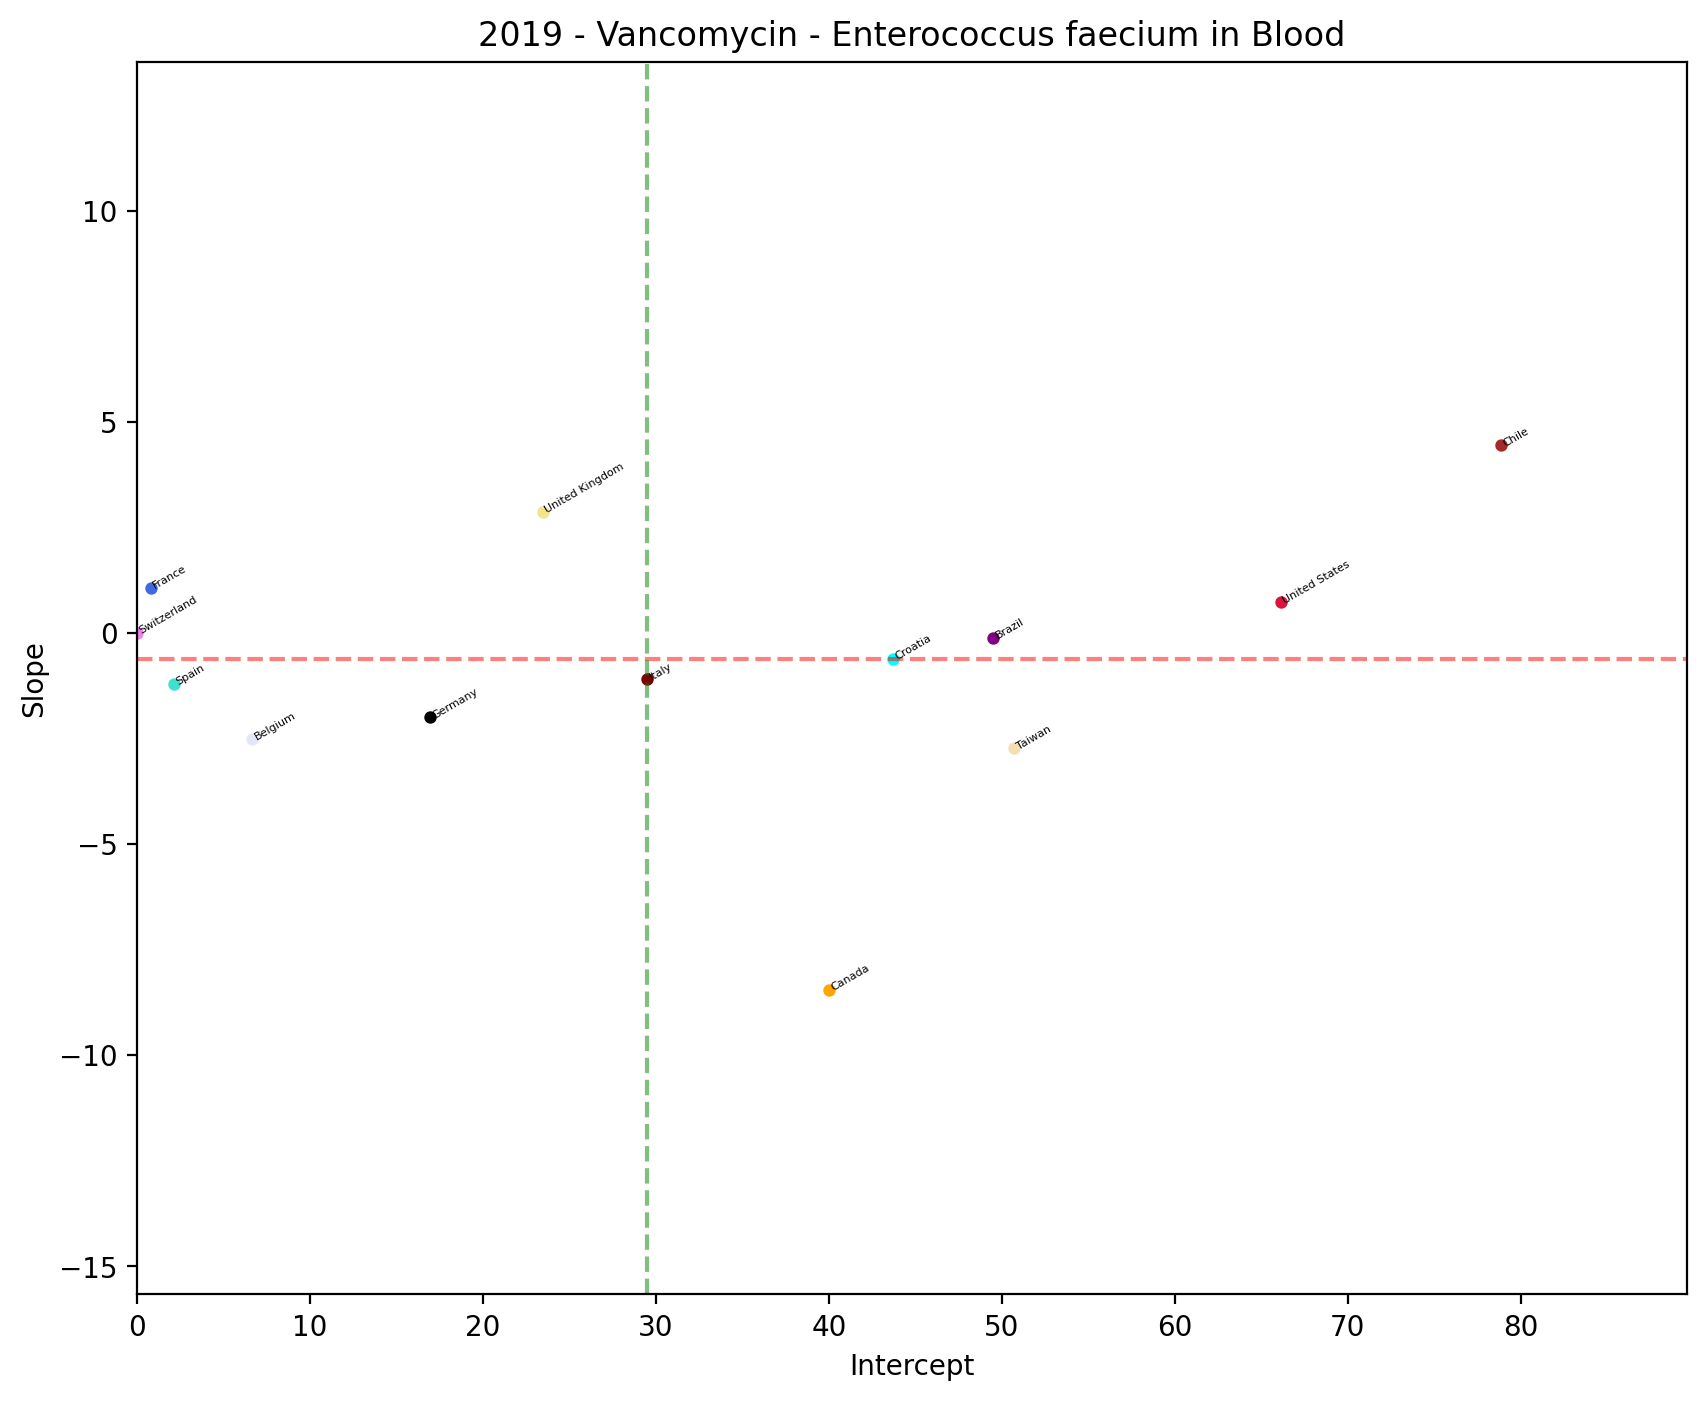 2019 - Vancomycin - Enterococcus faecium in Blood
10
5
0
−5
−10
−15
Slope
Chile
United Kingdom
United States
France
Switzerland
Brazil
Croatia
Spain
Italy
Germany
Belgium
Taiwan
Canada
0 10 20 30 40 50 60 70 80
Intercept